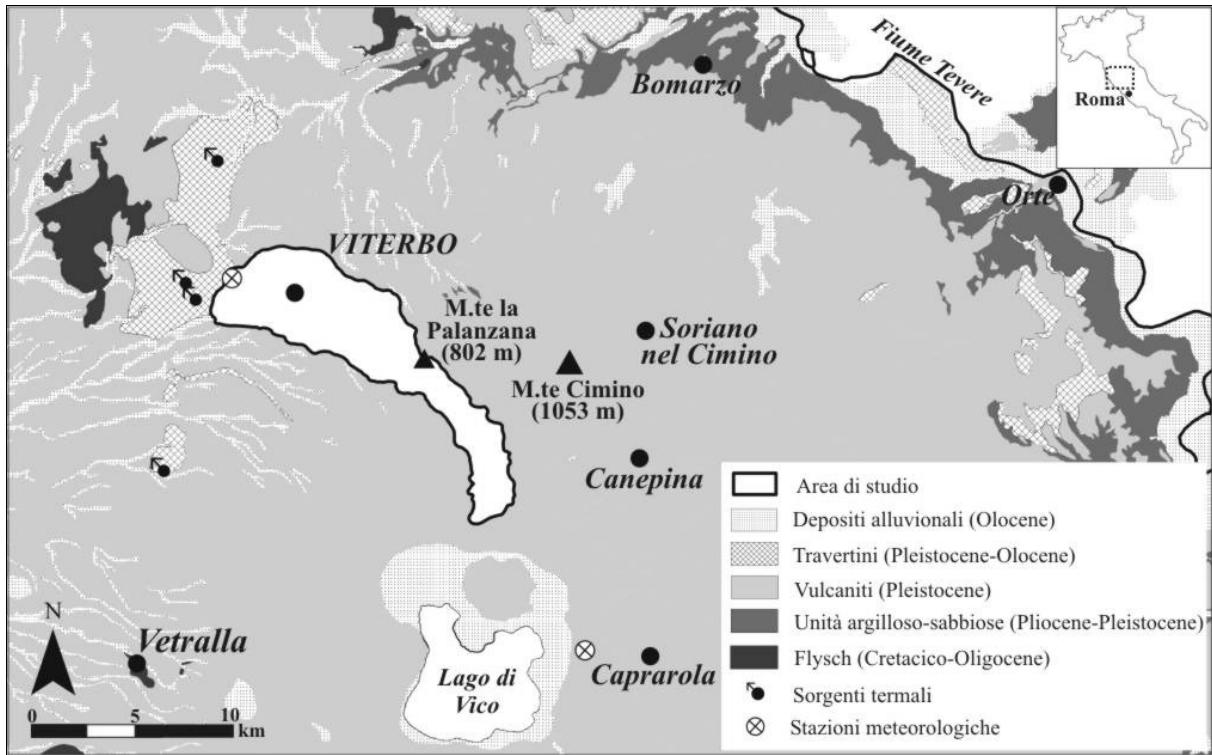 Fiume Tevere
Bomarzo
Roma
Orte
VITERBO
M.te la
Palanzana
(802 m)
Soriano
nel Cimino
M.te Cimino
(1053 m)
Canepina
Area di studio
Depositi alluvionali (Olocene)
Travertini (Pleistocene-Olocene)
Vulcaniti (Pleistocene)
Unità argilloso-sabbiose (Pliocene-Pleistocene)
Flysch (Cretacico-Oligocene)
Sorgenti termali
Stazioni meteorologiche
N
Vetralla
Lago di
Vico
Caprarola
0 5 10
km